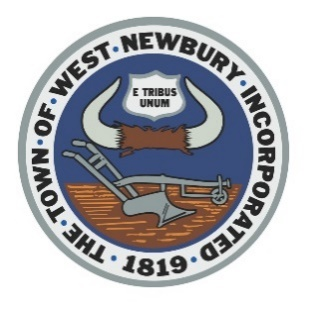 THE · TOWN · OF · WEST · NEWBURY · INCORPORATED ·
1819
E TRIBUS
UNUM